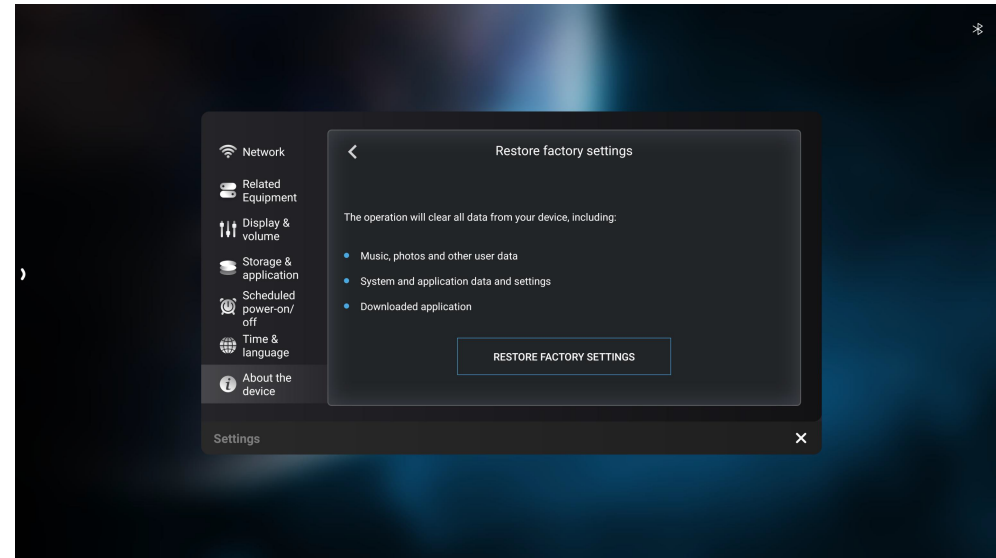 Network
Related
Equipment
Display &
volume
Storage &
application
Scheduled
power-on/
off
Time &
language
About the
device
Restore factory settings
The operation will clear all data from your device, including:
Music, photos and other user data
System and application data and settings
Downloaded application
RESTORE FACTORY SETTINGS
Settings